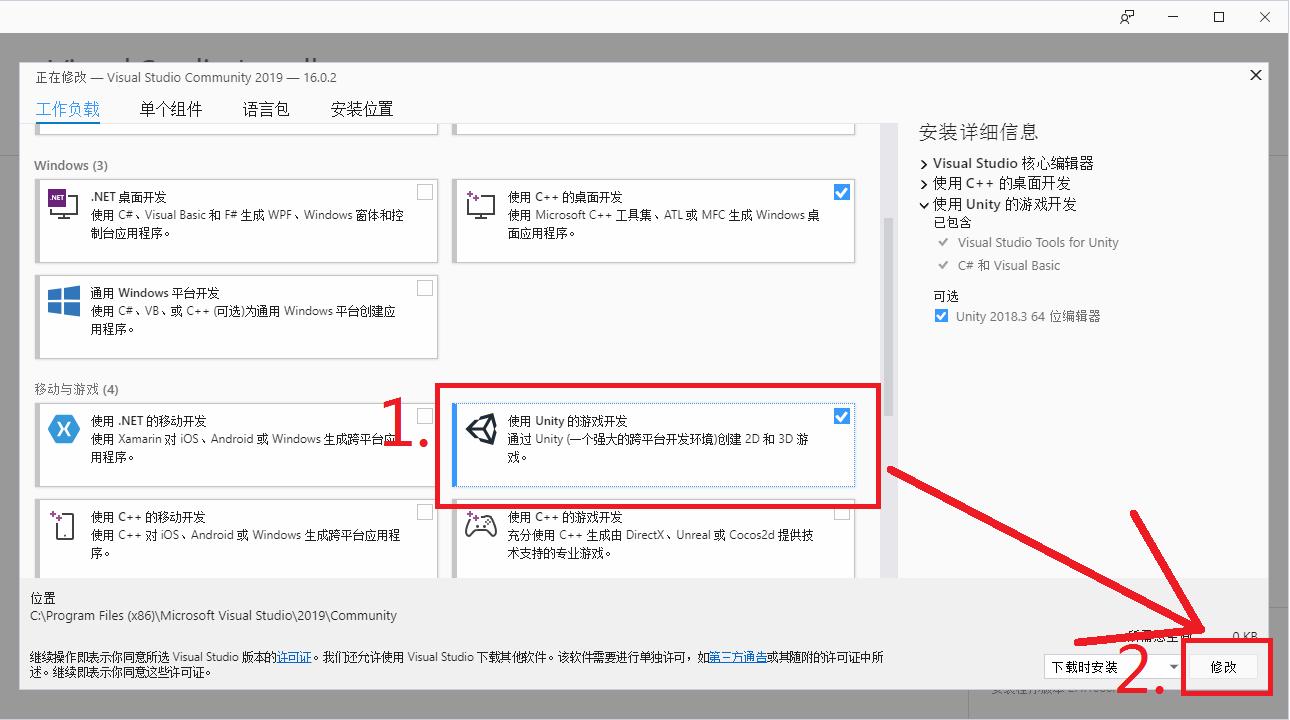 正在修改 — Visual Studio Community 2019 — 16.0.2
工作负载 单个组件 语言包 安装位置
Windows (3)
.NET 桌面开发
使用 C#、Visual Basic 和 F# 生成 WPF、Windows 窗体和控
制台应用程序。
使用 C++ 的桌面开发
使用 Microsoft C++ 工具集、ATL 或 MFC 生成 Windows 桌
面应用程序。
通用 Windows 平台开发
使用 C#、VB、或 C++ (可选)为通用 Windows 平台创建应
用程序。
移动与游戏 (4)
使用 .NET 的移动开发
使用 Xamarin 对 iOS、Android 或 Windows 生成跨平台应
用程序。
1.
使用 Unity 的游戏开发
通过 Unity (一个强大的跨平台开发环境)创建 2D 和 3D 游
戏。
使用 C++ 的移动开发
使用 C++ 对 iOS、Android 或 Windows 生成跨平台应用程
序。
使用 C++ 的游戏开发
充分使用 C++ 生成由 DirectX、Unreal 或 Cocos2d 提供技
术支持的专业游戏。
安装详细信息
Visual Studio 核心编辑器
使用 C++ 的桌面开发
使用 Unity 的游戏开发
已包含
Visual Studio Tools for Unity
C# 和 Visual Basic
可选
Unity 2018.3 64 位编辑器
位置
C:\Program Files (x86)\Microsoft Visual Studio\2019\Community
所需总空间 0 KB
继续操作即表示你同意所选 Visual Studio 版本的许可证。我们还允许使用 Visual Studio 下载其他软件。该软件需要进行单独许可，如第三方通告或其随附的许可证中所
述。继续即表示你同意这些许可证。
下载时安装
2.
修改